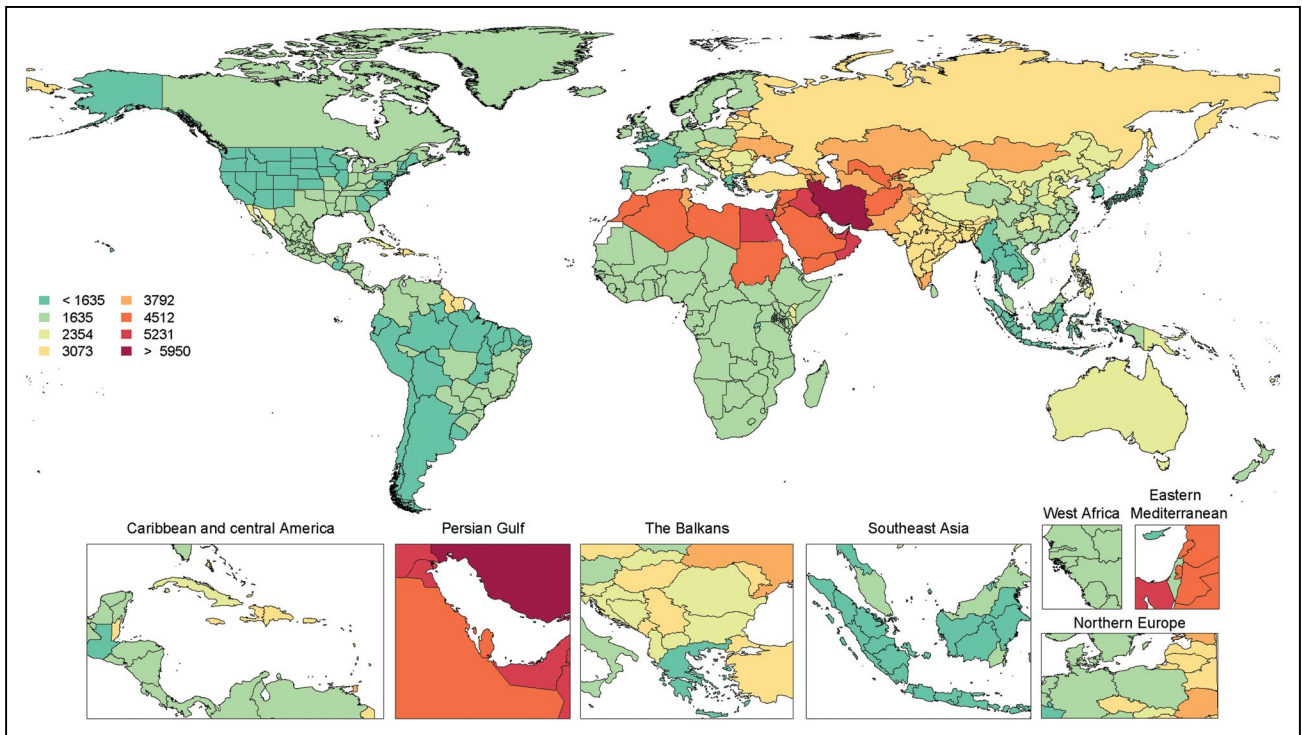 < 1635
1635
2354
3073
3792
4512
5231
> 5950
Caribbean and central America
Persian Gulf
The Balkans
Southeast Asia
West Africa
Eastern
Mediterranean
Northern Europe